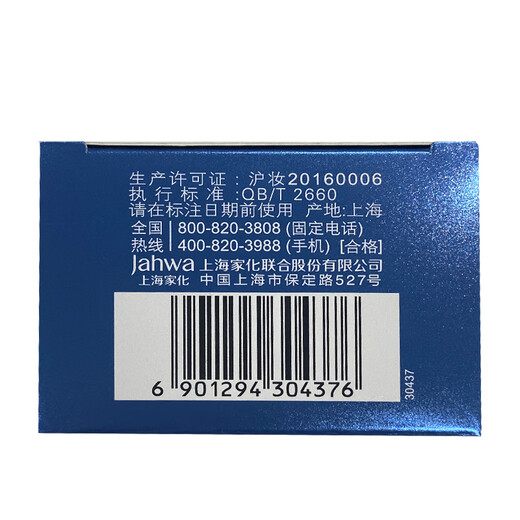 生产许可证：沪妆20160006
执行标准：QB/T 2660
请在标注日期前使用 产地:上海
全国 800-820-3808 (固定电话)
热线 400-820-3988 (手机) [合格]
Jahwa 上海家化联合股份有限公司
上海家化 中国上海市保定路527号
6 901294 304376
30437